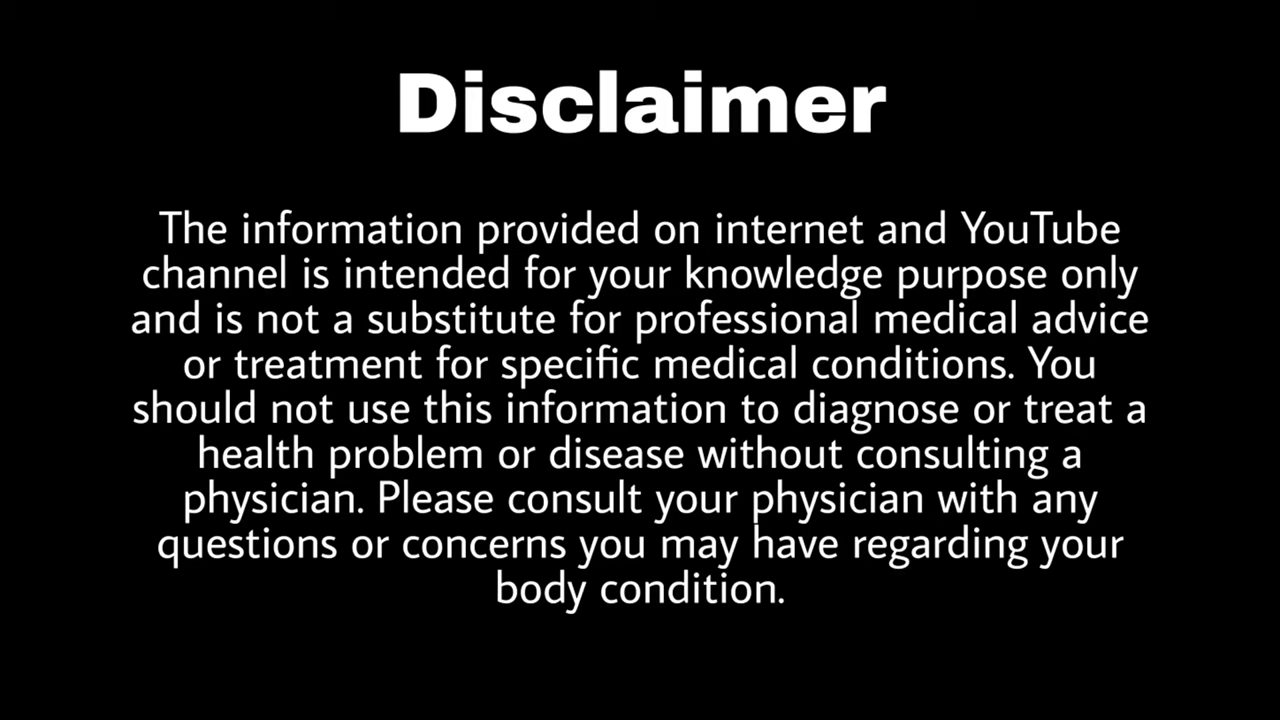 Disclaimer
The information provided on internet and YouTube
channel is intended for your knowledge purpose only
and is not a substitute for professional medical advice
or treatment for specific medical conditions. You
should not use this information to diagnose or treat a
health problem or disease without consulting a
physician. Please consult your physician with any
questions or concerns you may have regarding your
body condition.